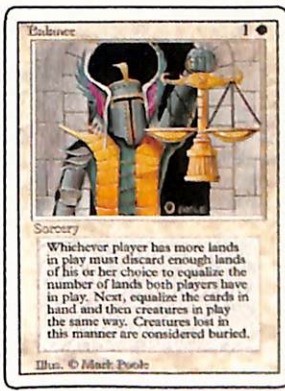 Balance 1
Sorcery
Whichever player has more lands
in play must discard enough lands
of his or her choice to equalize the
number of lands both players have
in play. Next, equalize the cards in
hand and then creatures in play
the same way. Creatures lost in
this manner are considered buried.
Illus. © Mark Poole